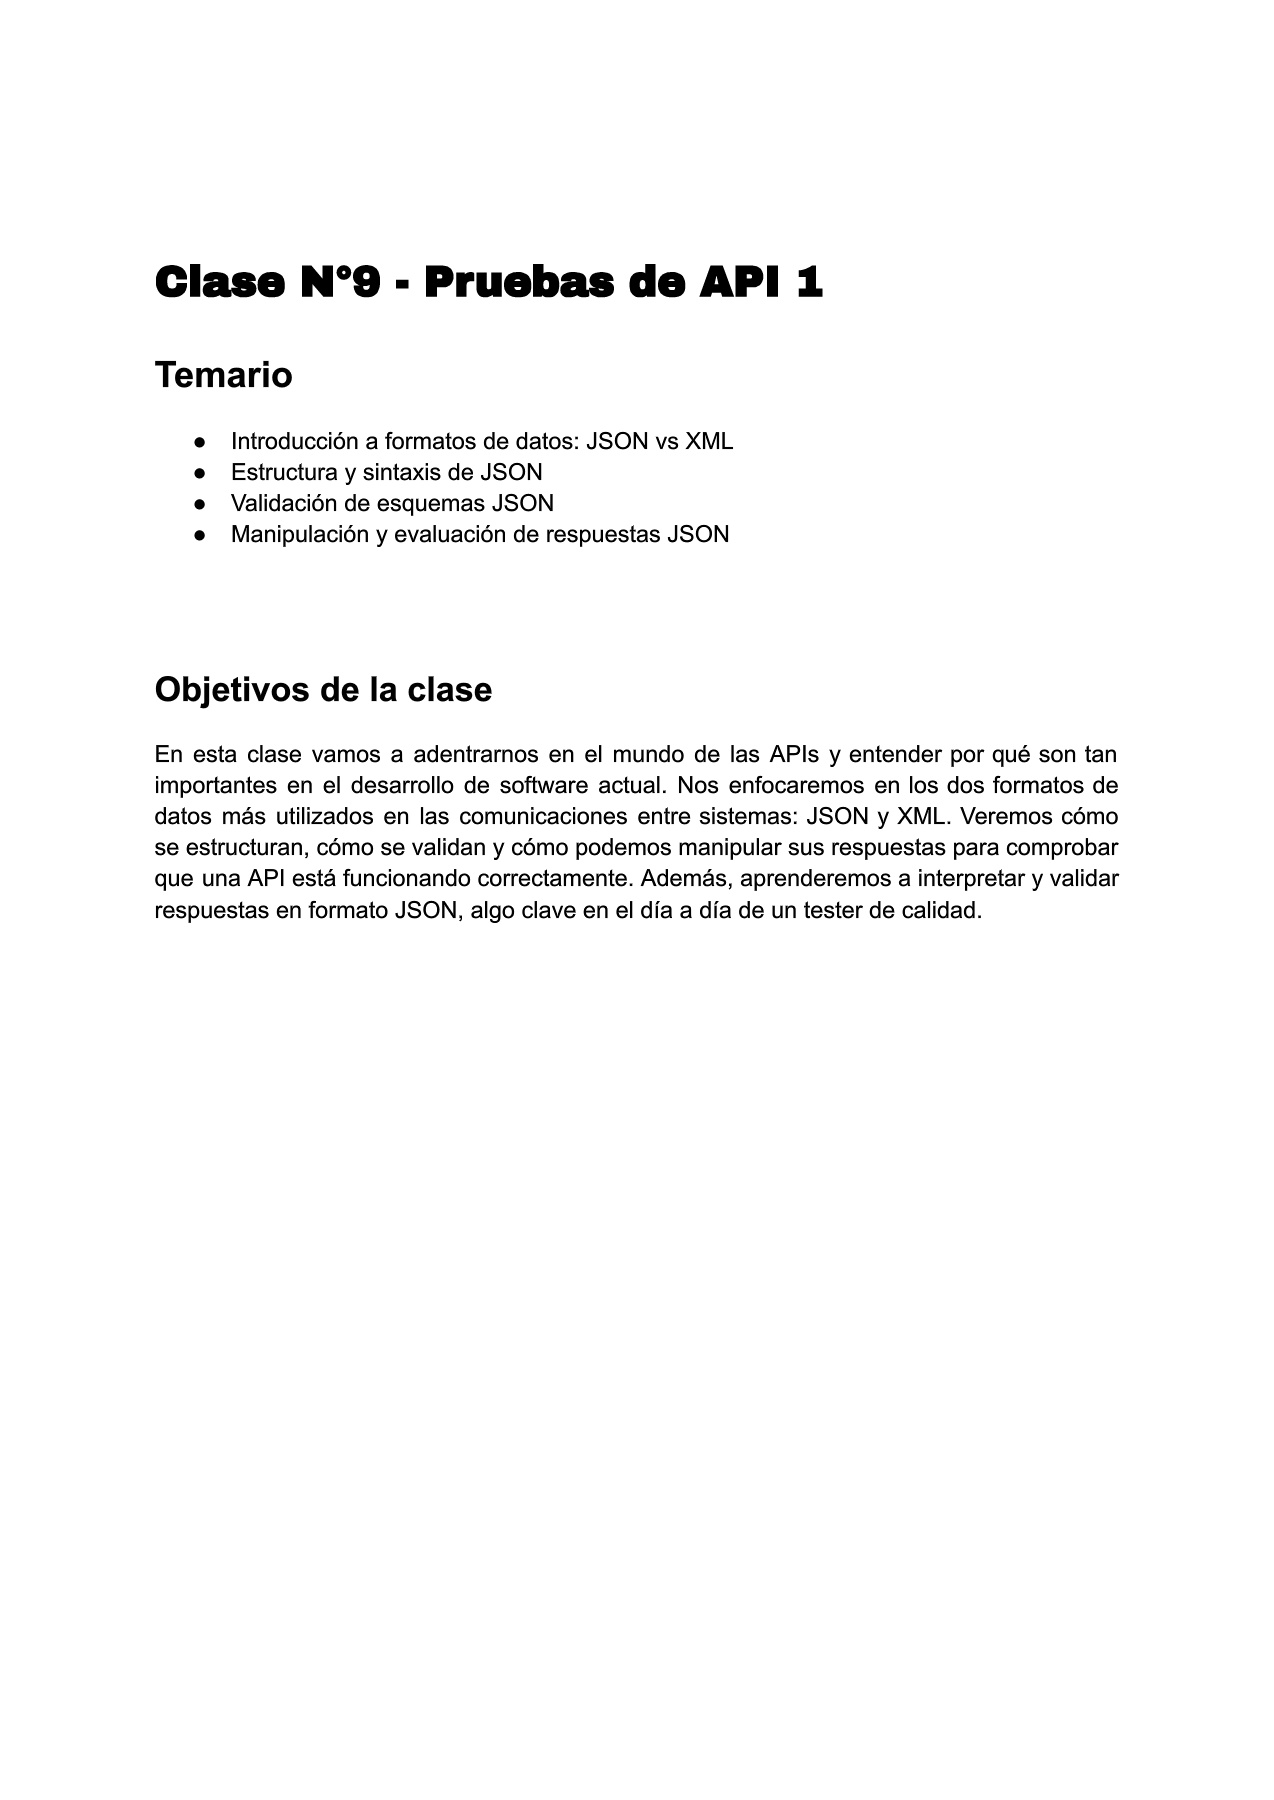 Clase N°9 - Pruebas de API 1
Temario
● Introducción a formatos de datos: JSON vs XML
● Estructura y sintaxis de JSON
● Validación de esquemas JSON
● Manipulación y evaluación de respuestas JSON
Objetivos de la clase
En esta clase vamos a adentrarnos en el mundo de las APIs y entender por qué son tan
importantes en el desarrollo de software actual. Nos enfocaremos en los dos formatos de
datos más utilizados en las comunicaciones entre sistemas: JSON y XML. Veremos cómo
se estructuran, cómo se validan y cómo podemos manipular sus respuestas para comprobar
que una API está funcionando correctamente. Además, aprenderemos a interpretar y validar
respuestas en formato JSON, algo clave en el día a día de un tester de calidad.